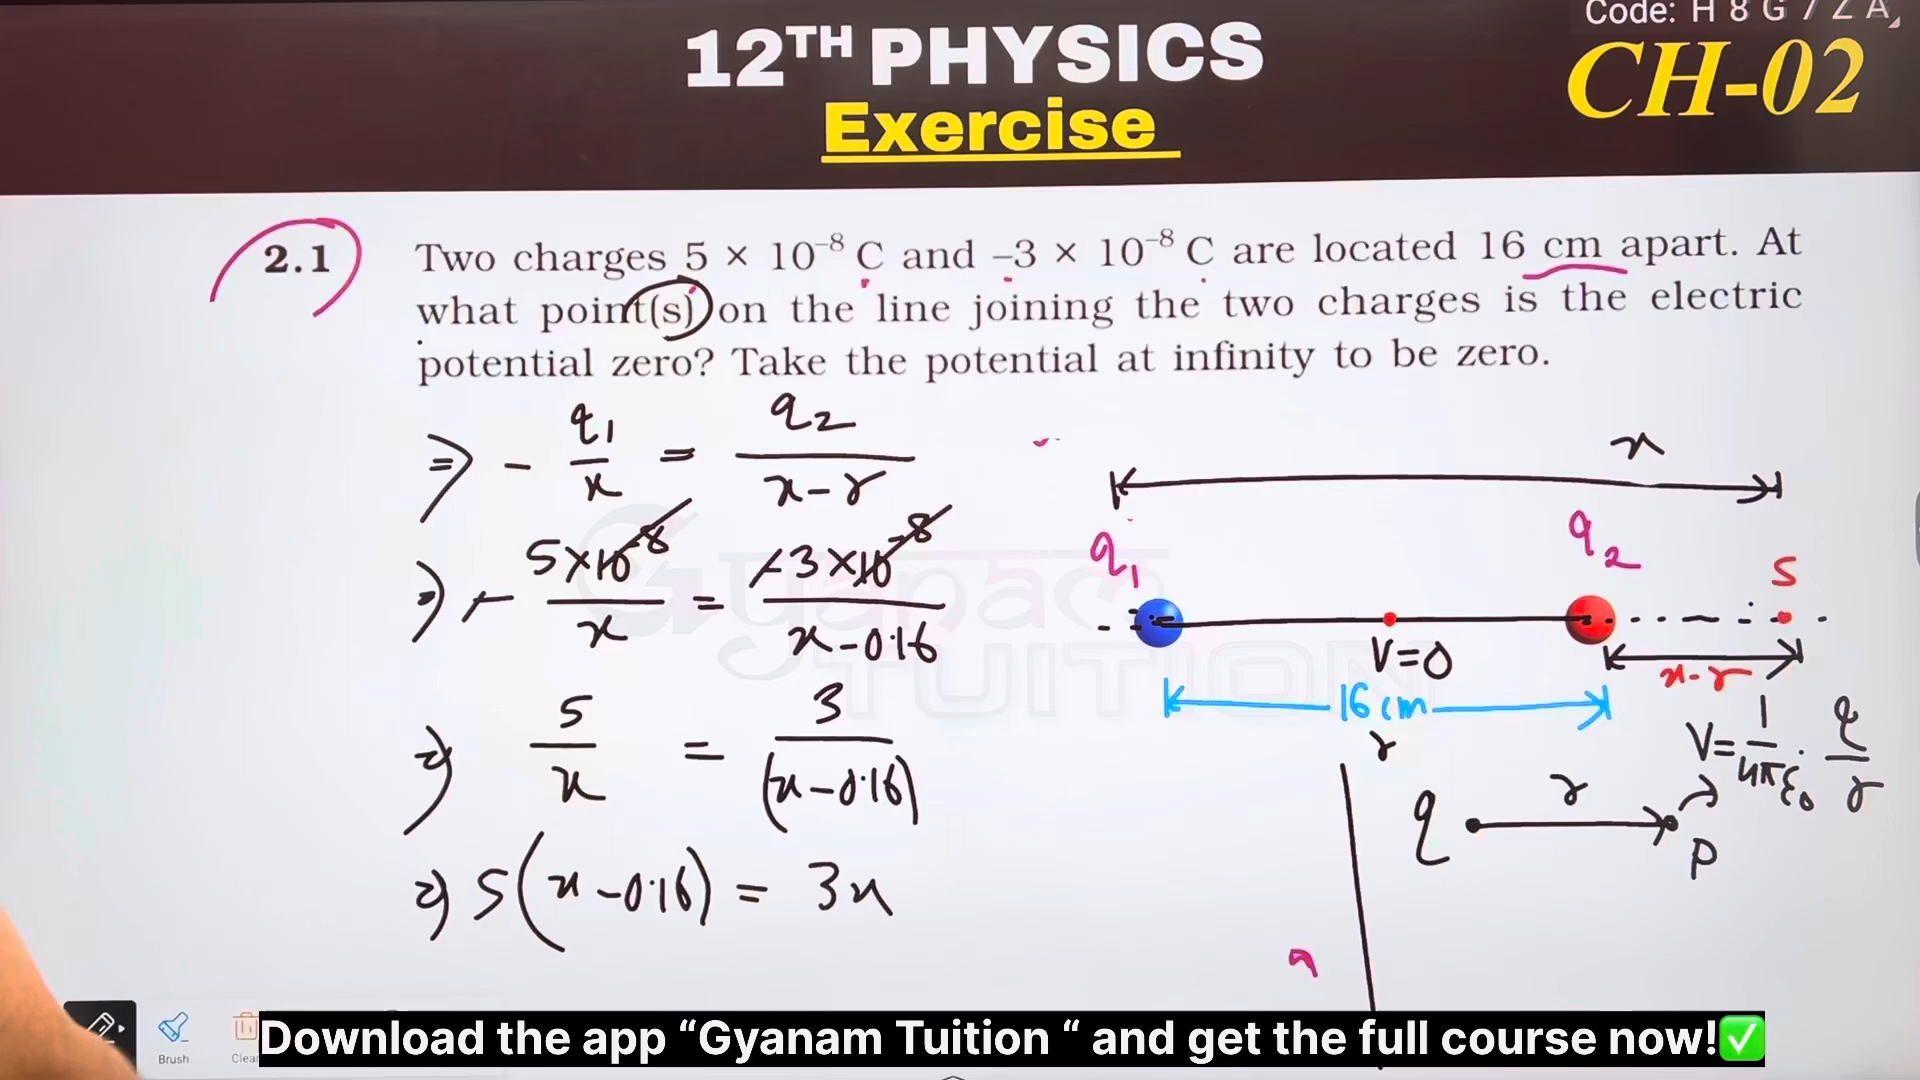 Code: H 8 G 7 Z A
12TH PHYSICS
CH-02
Exercise
2.1 Two charges 5 × 10⁻⁸ C and –3 × 10⁻⁸ C are located 16 cm apart. At
what point(s) on the line joining the two charges is the electric
potential zero? Take the potential at infinity to be zero.
⇒ - q₁/x = q₂/(x-r)
⇒ - 5×10⁻⁸/x = -3×10⁻⁸/(x-0.16)
⇒ 5/x = 3/(x-0.16)
⇒ 5(x-0.16) = 3x
x
q₁
q₂
S
V=0
x-r
16 cm
r
V = 1/4πε₀ · q/r
q r P
Gyanam
TUITION
Brush
Clear
Download the app “Gyanam Tuition “ and get the full course now!✅